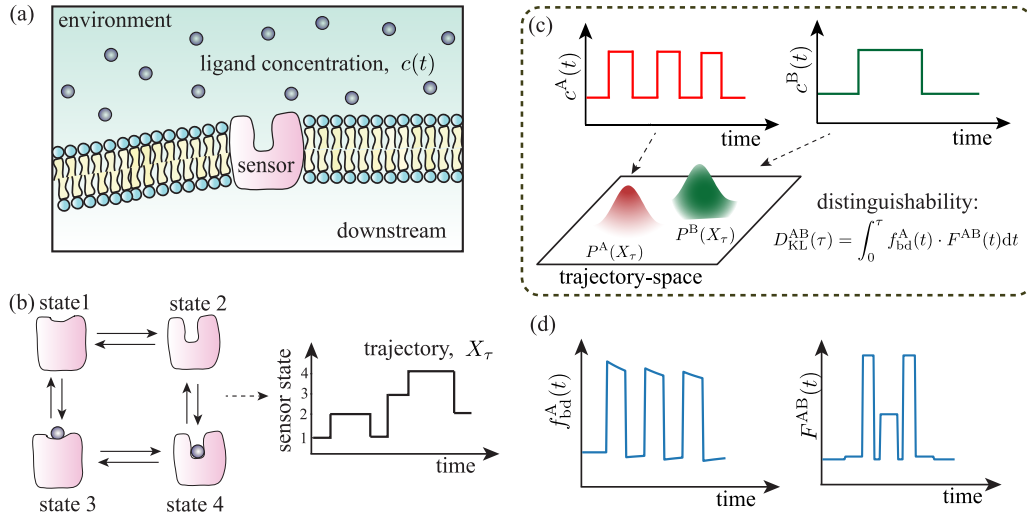 (a)
environment
ligand concentration, c(t)
sensor
downstream
(b)
state1
state 2
state 3
state 4
trajectory, X_τ
sensor state
4
3
2
1
time
(c)
c^A(t)
time
c^B(t)
time
P^A(X_τ)
P^B(X_τ)
trajectory-space
distinguishability:
D_KL^AB(τ) = ∫_0^τ f_bd^A(t) · F^AB(t)dt
(d)
f_bd^A(t)
time
F^AB(t)
time